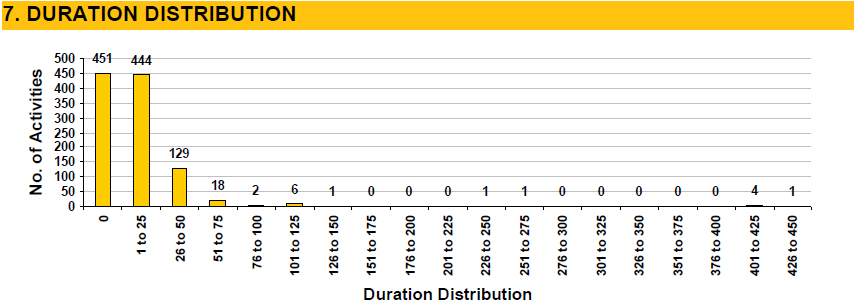 7. DURATION DISTRIBUTION
No. of Activities
500
450
400
350
300
250
200
150
100
50
0
451 444 129 18 2 6 1 0 0 0 1 1 0 0 0 0 0 4 1
0
1 to 25
26 to 50
51 to 75
76 to 100
101 to 125
126 to 150
151 to 175
176 to 200
201 to 225
226 to 250
251 to 275
276 to 300
301 to 325
326 to 350
351 to 375
376 to 400
401 to 425
426 to 450
Duration Distribution